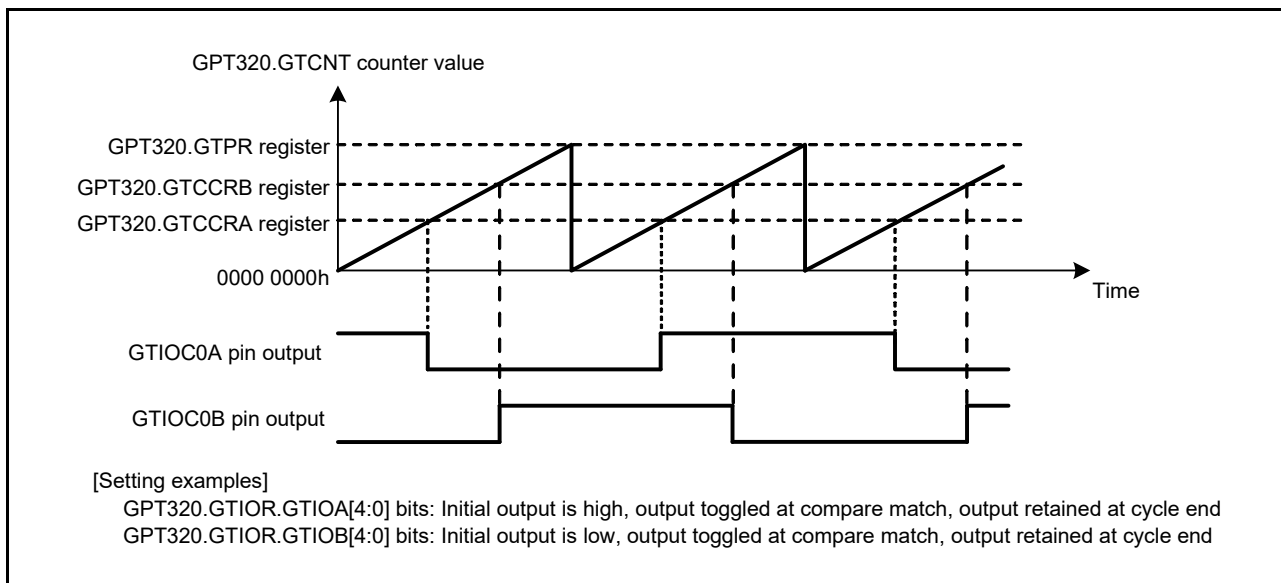 GPT320.GTCNT counter value
GPT320.GTPR register
GPT320.GTCCRB register
GPT320.GTCCRA register
0000 0000h
Time
GTIOC0A pin output
GTIOC0B pin output
[Setting examples]
GPT320.GTIOR.GTIOA[4:0] bits: Initial output is high, output toggled at compare match, output retained at cycle end
GPT320.GTIOR.GTIOB[4:0] bits: Initial output is low, output toggled at compare match, output retained at cycle end